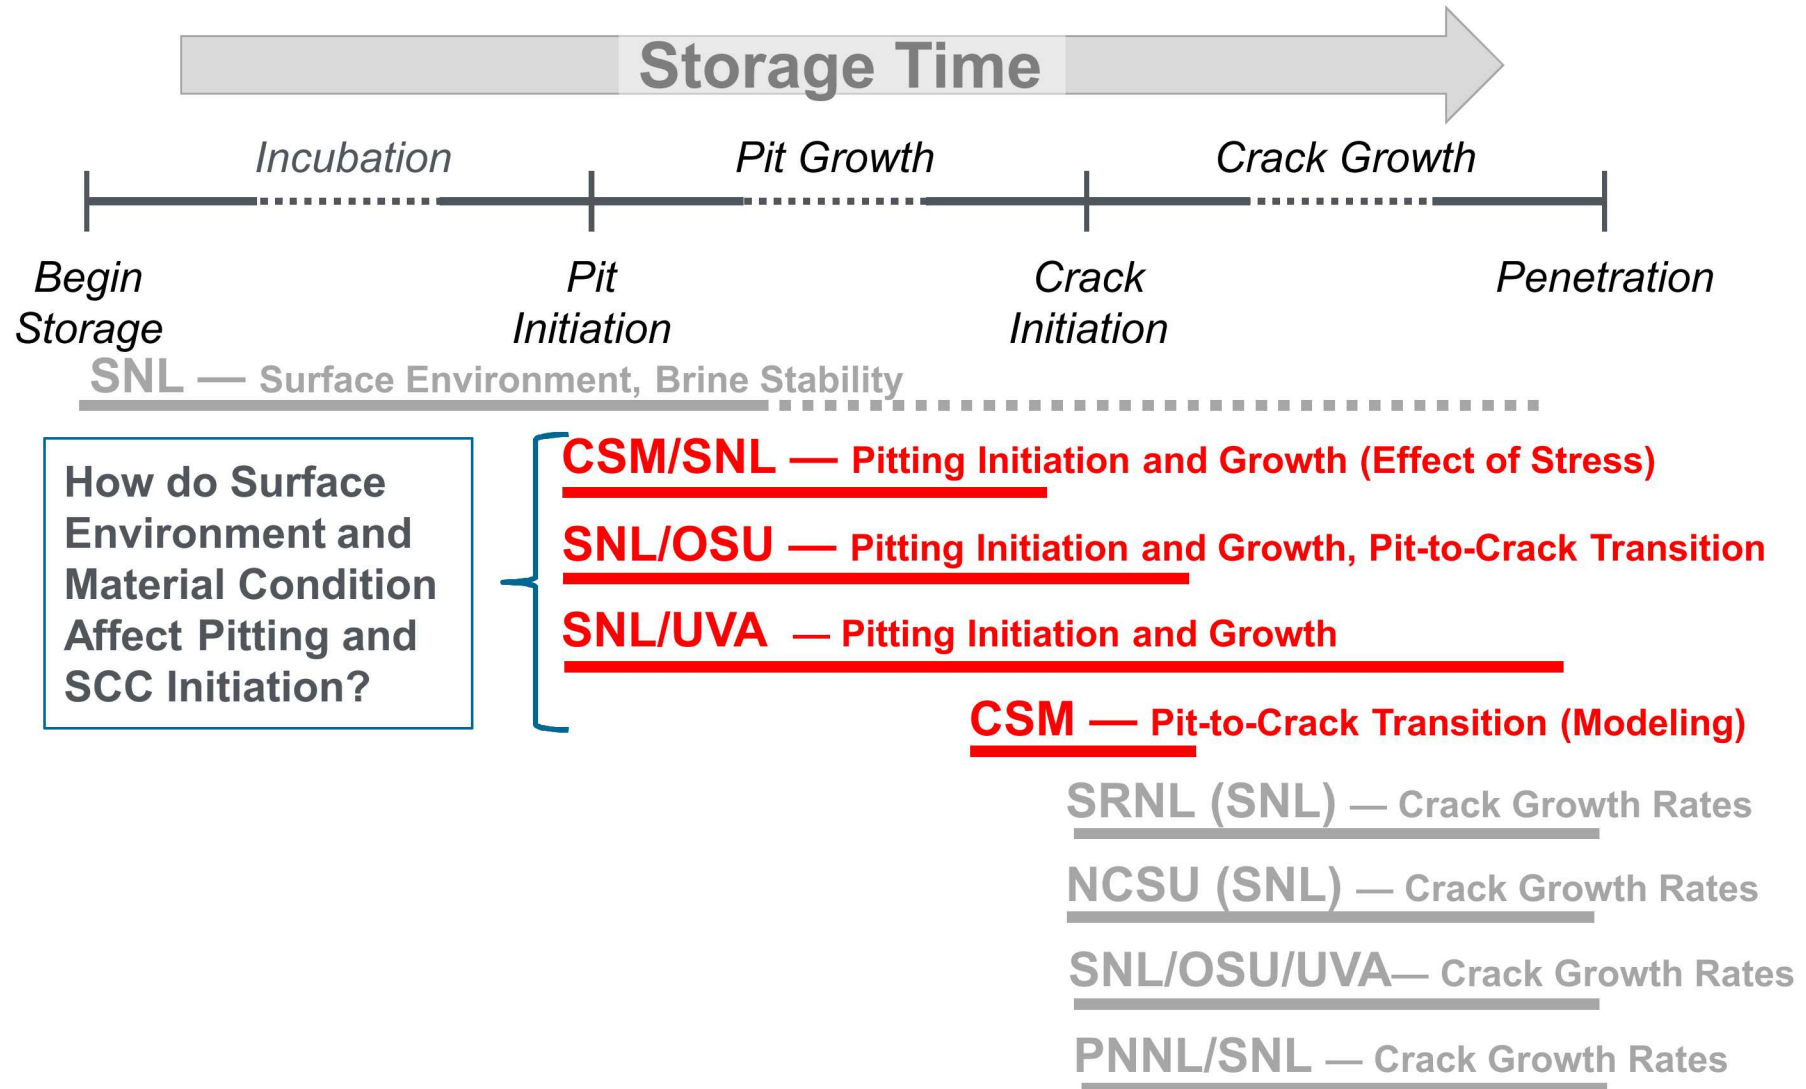 Storage Time
Incubation
Pit Growth
Crack Growth
Begin
Storage
Pit
Initiation
Crack
Initiation
Penetration
SNL — Surface Environment, Brine Stability
How do Surface
Environment and
Material Condition
Affect Pitting and
SCC Initiation?
CSM/SNL — Pitting Initiation and Growth (Effect of Stress)
SNL/OSU — Pitting Initiation and Growth, Pit-to-Crack Transition
SNL/UVA — Pitting Initiation and Growth
CSM — Pit-to-Crack Transition (Modeling)
SRNL (SNL) — Crack Growth Rates
NCSU (SNL) — Crack Growth Rates
SNL/OSU/UVA— Crack Growth Rates
PNNL/SNL — Crack Growth Rates